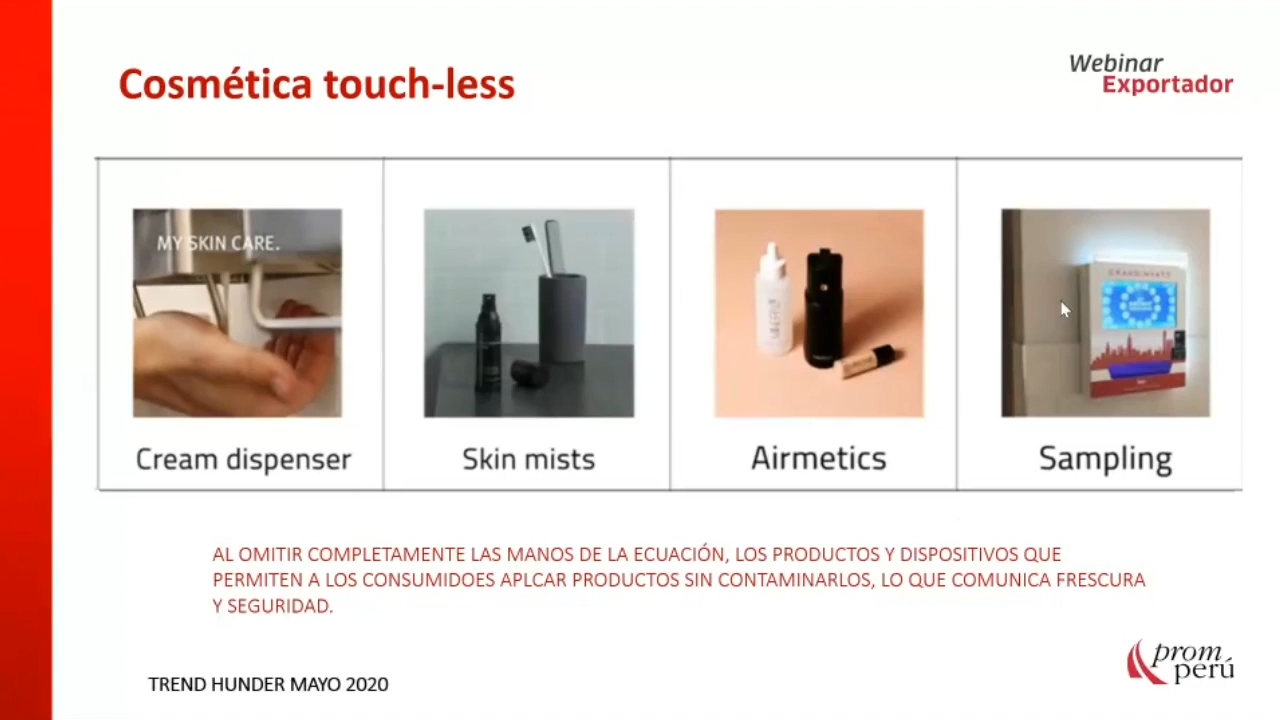 Cosmética touch-less
Webinar
Exportador
MY SKIN CARE.
Cream dispenser
Skin mists
Airmetics
Sampling
AL OMITIR COMPLETAMENTE LAS MANOS DE LA ECUACIÓN, LOS PRODUCTOS Y DISPOSITIVOS QUE
PERMITEN A LOS CONSUMIDOES APLCAR PRODUCTOS SIN CONTAMINARLOS, LO QUE COMUNICA FRESCURA
Y SEGURIDAD.
TREND HUNDER MAYO 2020
prom
perú